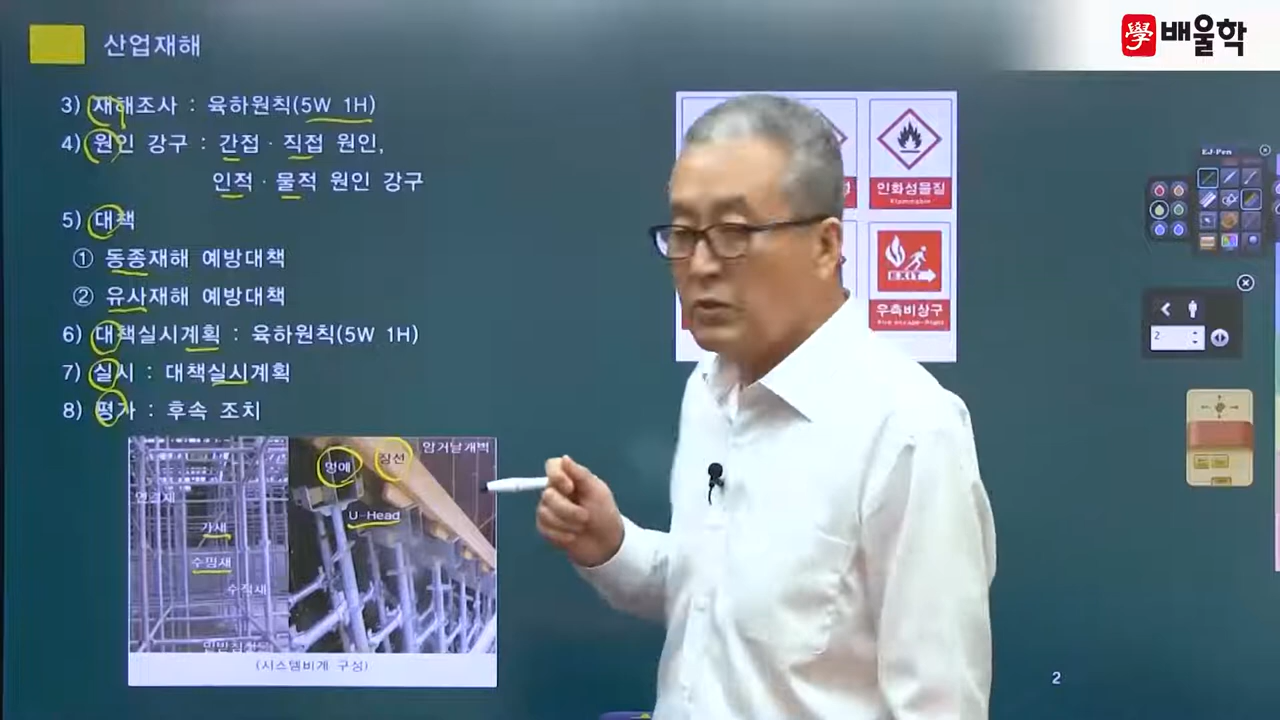 學 배울학
산업재해
3) 재해조사 : 육하원칙(5W 1H)
4) 원인 강구 : 간접·직접 원인,
인적·물적 원인 강구
5) 대책
① 동종재해 예방대책
② 유사재해 예방대책
6) 대책실시계획 : 육하원칙(5W 1H)
7) 실시 : 대책실시계획
8) 평가 : 후속 조치
멍에
장선
U-Head
가새
수평재
수직재
(시스템비계 구성)
인화성물질
Flammable
EXIT
우측비상구
EJ-Pen
2
2